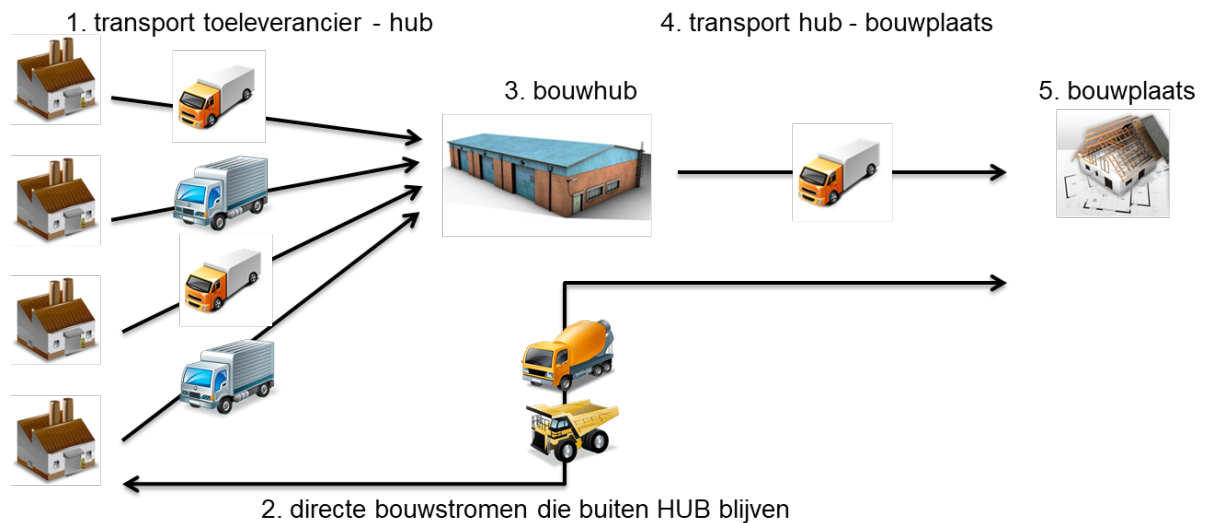 1. transport toeleverancier - hub
4. transport hub - bouwplaats
3. bouwhub
5. bouwplaats
2. directe bouwstromen die buiten HUB blijven